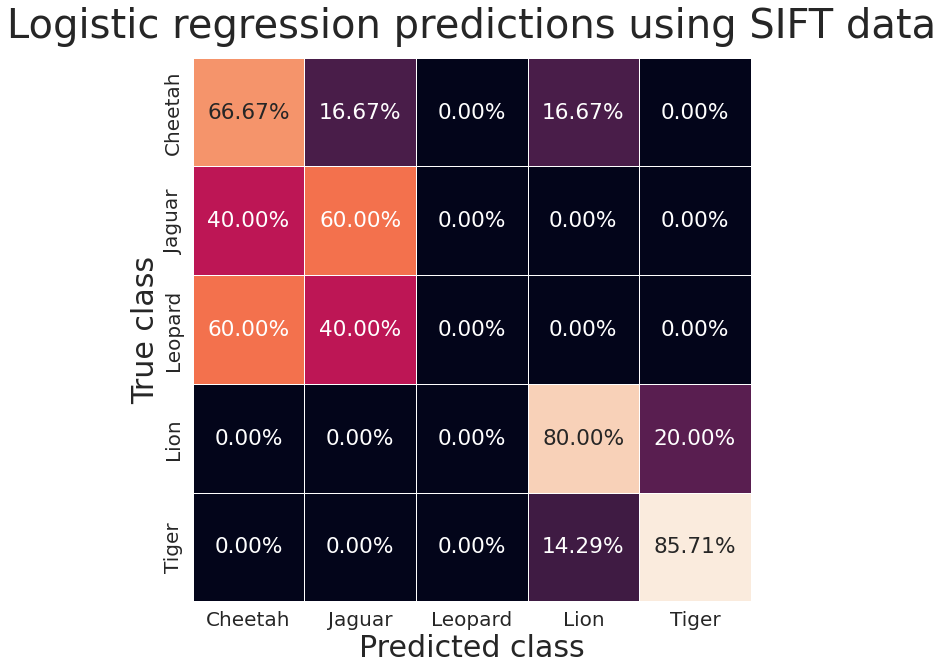 Logistic regression predictions using SIFT data
True class
Cheetah 66.67% 16.67% 0.00% 16.67% 0.00%
Jaguar 40.00% 60.00% 0.00% 0.00% 0.00%
Leopard 60.00% 40.00% 0.00% 0.00% 0.00%
Lion 0.00% 0.00% 0.00% 80.00% 20.00%
Tiger 0.00% 0.00% 0.00% 14.29% 85.71%
Cheetah Jaguar Leopard Lion Tiger
Predicted class